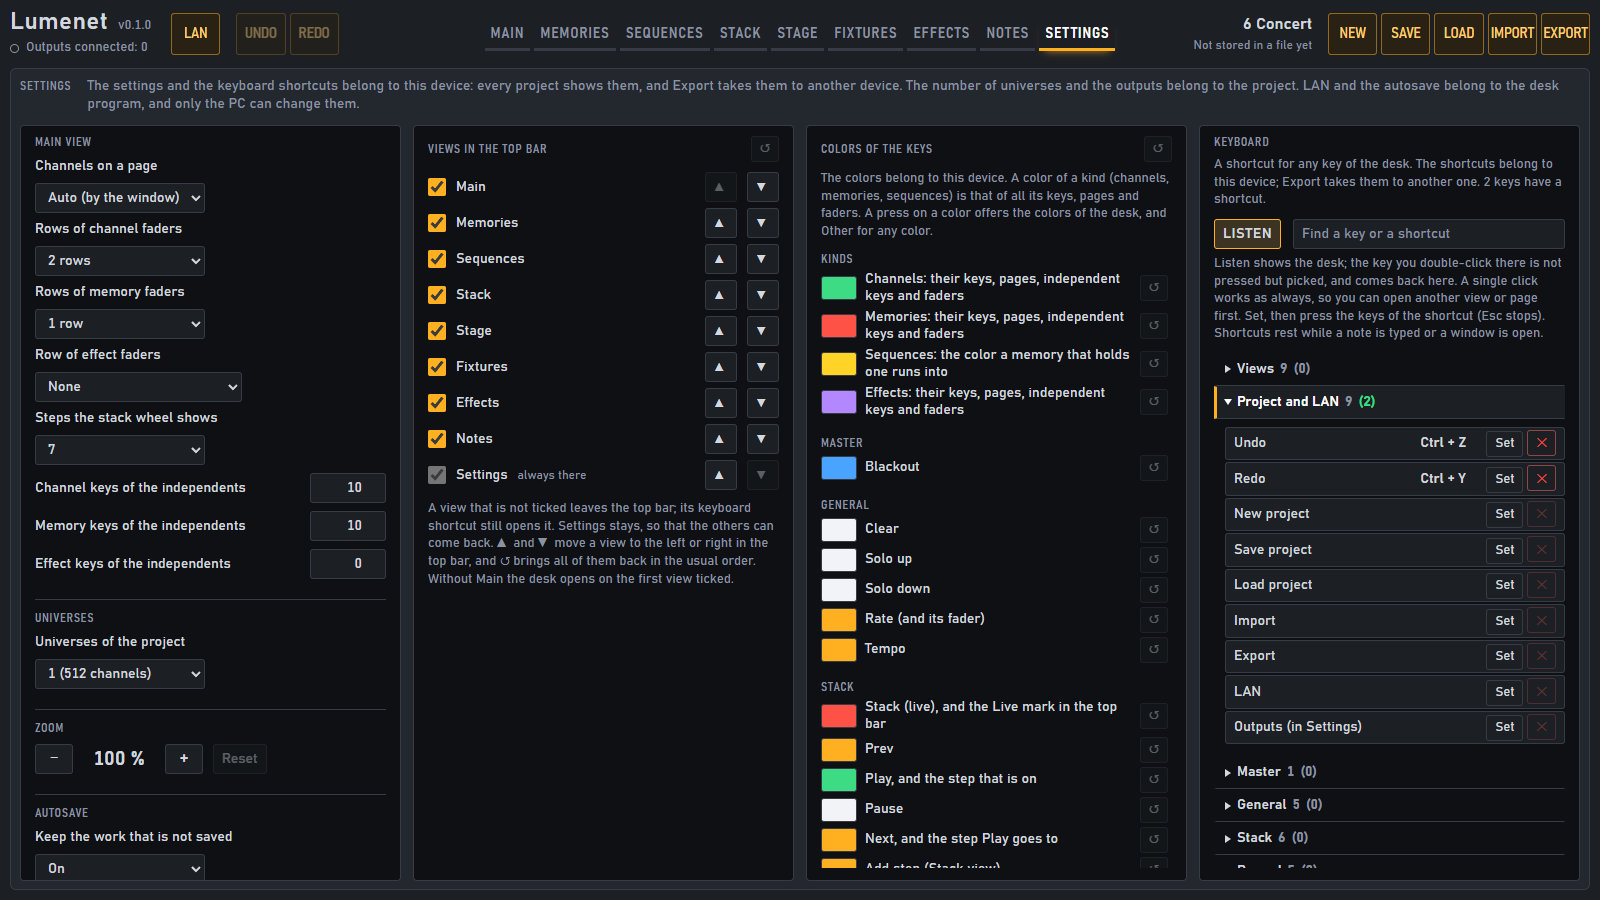 Lumenet v0.1.0
Outputs connected: 0
LAN
UNDO
REDO
MAIN
MEMORIES
SEQUENCES
STACK
STAGE
FIXTURES
EFFECTS
NOTES
SETTINGS
6 Concert
Not stored in a file yet
NEW
SAVE
LOAD
IMPORT
EXPORT
SETTINGS
The settings and the keyboard shortcuts belong to this device: every project shows them, and Export takes them to another device. The number of universes and the outputs belong to the project. LAN and the autosave belong to the desk
program, and only the PC can change them.
MAIN VIEW
Channels on a page
Auto (by the window)
Rows of channel faders
2 rows
Rows of memory faders
1 row
Row of effect faders
None
Steps the stack wheel shows
7
Channel keys of the independents 10
Memory keys of the independents 10
Effect keys of the independents 0
UNIVERSES
Universes of the project
1 (512 channels)
ZOOM
− 100 % + Reset
AUTOSAVE
Keep the work that is not saved
On
VIEWS IN THE TOP BAR ↺
Main ▲ ▼
Memories ▲ ▼
Sequences ▲ ▼
Stack ▲ ▼
Stage ▲ ▼
Fixtures ▲ ▼
Effects ▲ ▼
Notes ▲ ▼
Settings always there ▲ ▼
A view that is not ticked leaves the top bar; its keyboard
shortcut still opens it. Settings stays, so that the others can
come back. ▲ and ▼ move a view to the left or right in the
top bar, and ↺ brings all of them back in the usual order.
Without Main the desk opens on the first view ticked.
COLORS OF THE KEYS ↺
The colors belong to this device. A color of a kind (channels,
memories, sequences) is that of all its keys, pages and
faders. A press on a color offers the colors of the desk, and
Other for any color.
KINDS
Channels: their keys, pages, independent
keys and faders ↺
Memories: their keys, pages, independent
keys and faders ↺
Sequences: the color a memory that holds
one runs into ↺
Effects: their keys, pages, independent
keys and faders ↺
MASTER
Blackout ↺
GENERAL
Clear ↺
Solo up ↺
Solo down ↺
Rate (and its fader) ↺
Tempo ↺
STACK
Stack (live), and the Live mark in the top
bar ↺
Prev ↺
Play, and the step that is on ↺
Pause ↺
Next, and the step Play goes to ↺
Add step (Stack view)
KEYBOARD
A shortcut for any key of the desk. The shortcuts belong to
this device; Export takes them to another one. 2 keys have a
shortcut.
LISTEN
Find a key or a shortcut
Listen shows the desk; the key you double-click there is not
pressed but picked, and comes back here. A single click
works as always, so you can open another view or page
first. Set, then press the keys of the shortcut (Esc stops).
Shortcuts rest while a note is typed or a window is open.
Views 9 (0)
Project and LAN 9 (2)
Undo Ctrl + Z Set ✕
Redo Ctrl + Y Set ✕
New project Set ✕
Save project Set ✕
Load project Set ✕
Import Set ✕
Export Set ✕
LAN Set ✕
Outputs (in Settings) Set ✕
Master 1 (0)
General 5 (0)
Stack 6 (0)